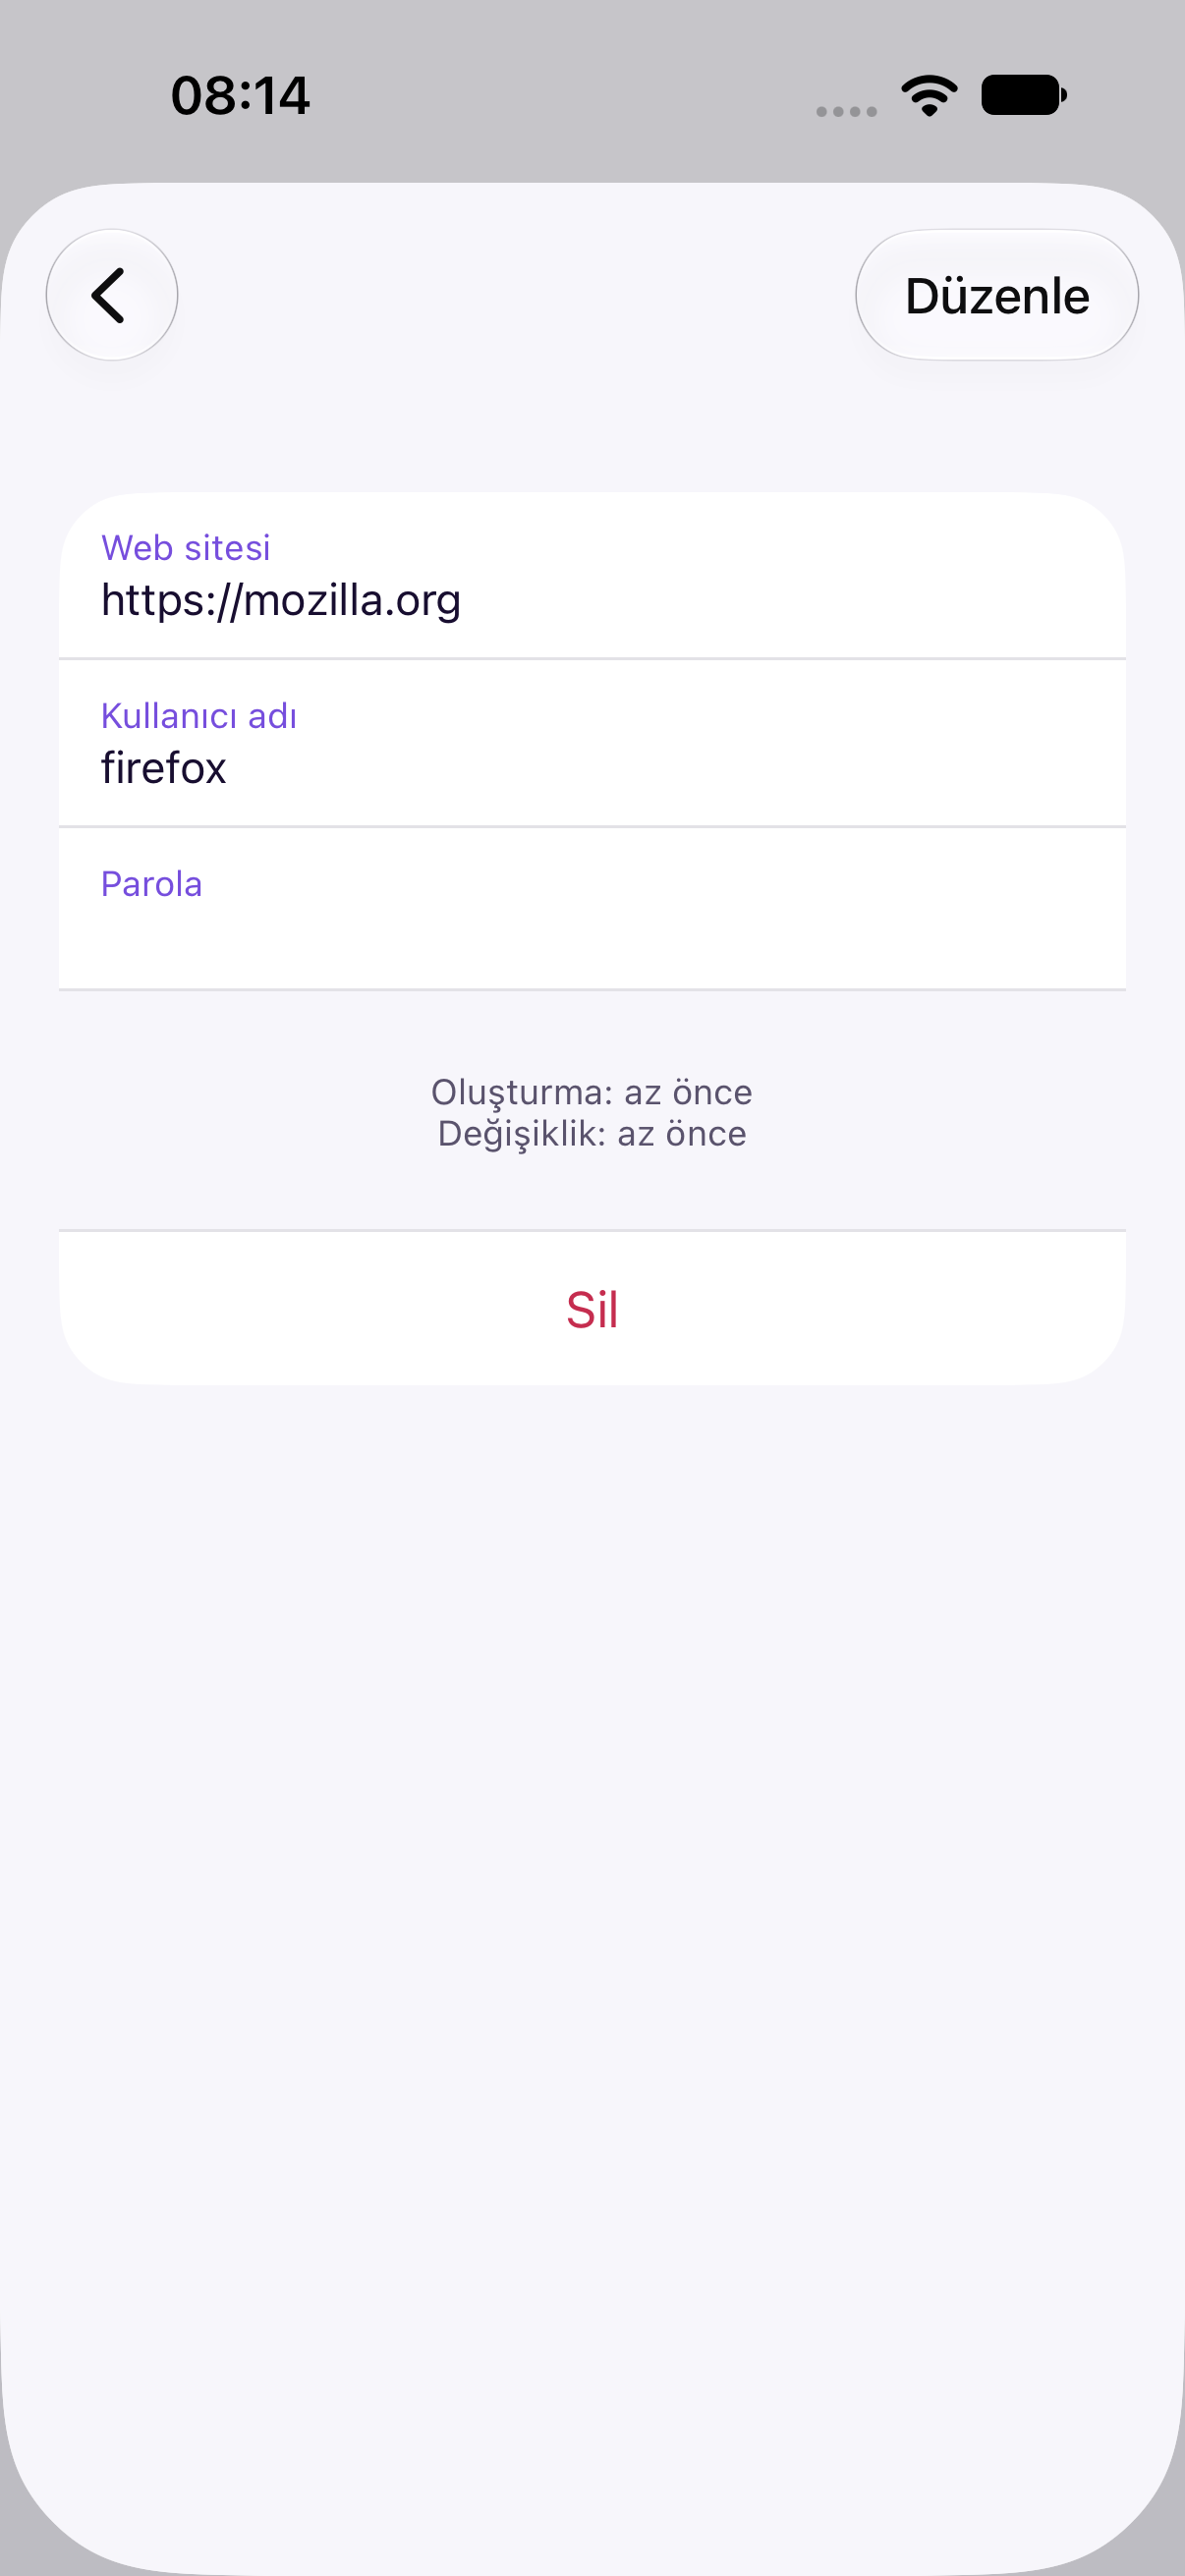 08:14
Düzenle
Web sitesi
https://mozilla.org
Kullanıcı adı
firefox
Parola
Oluşturma: az önce
Değişiklik: az önce
Sil